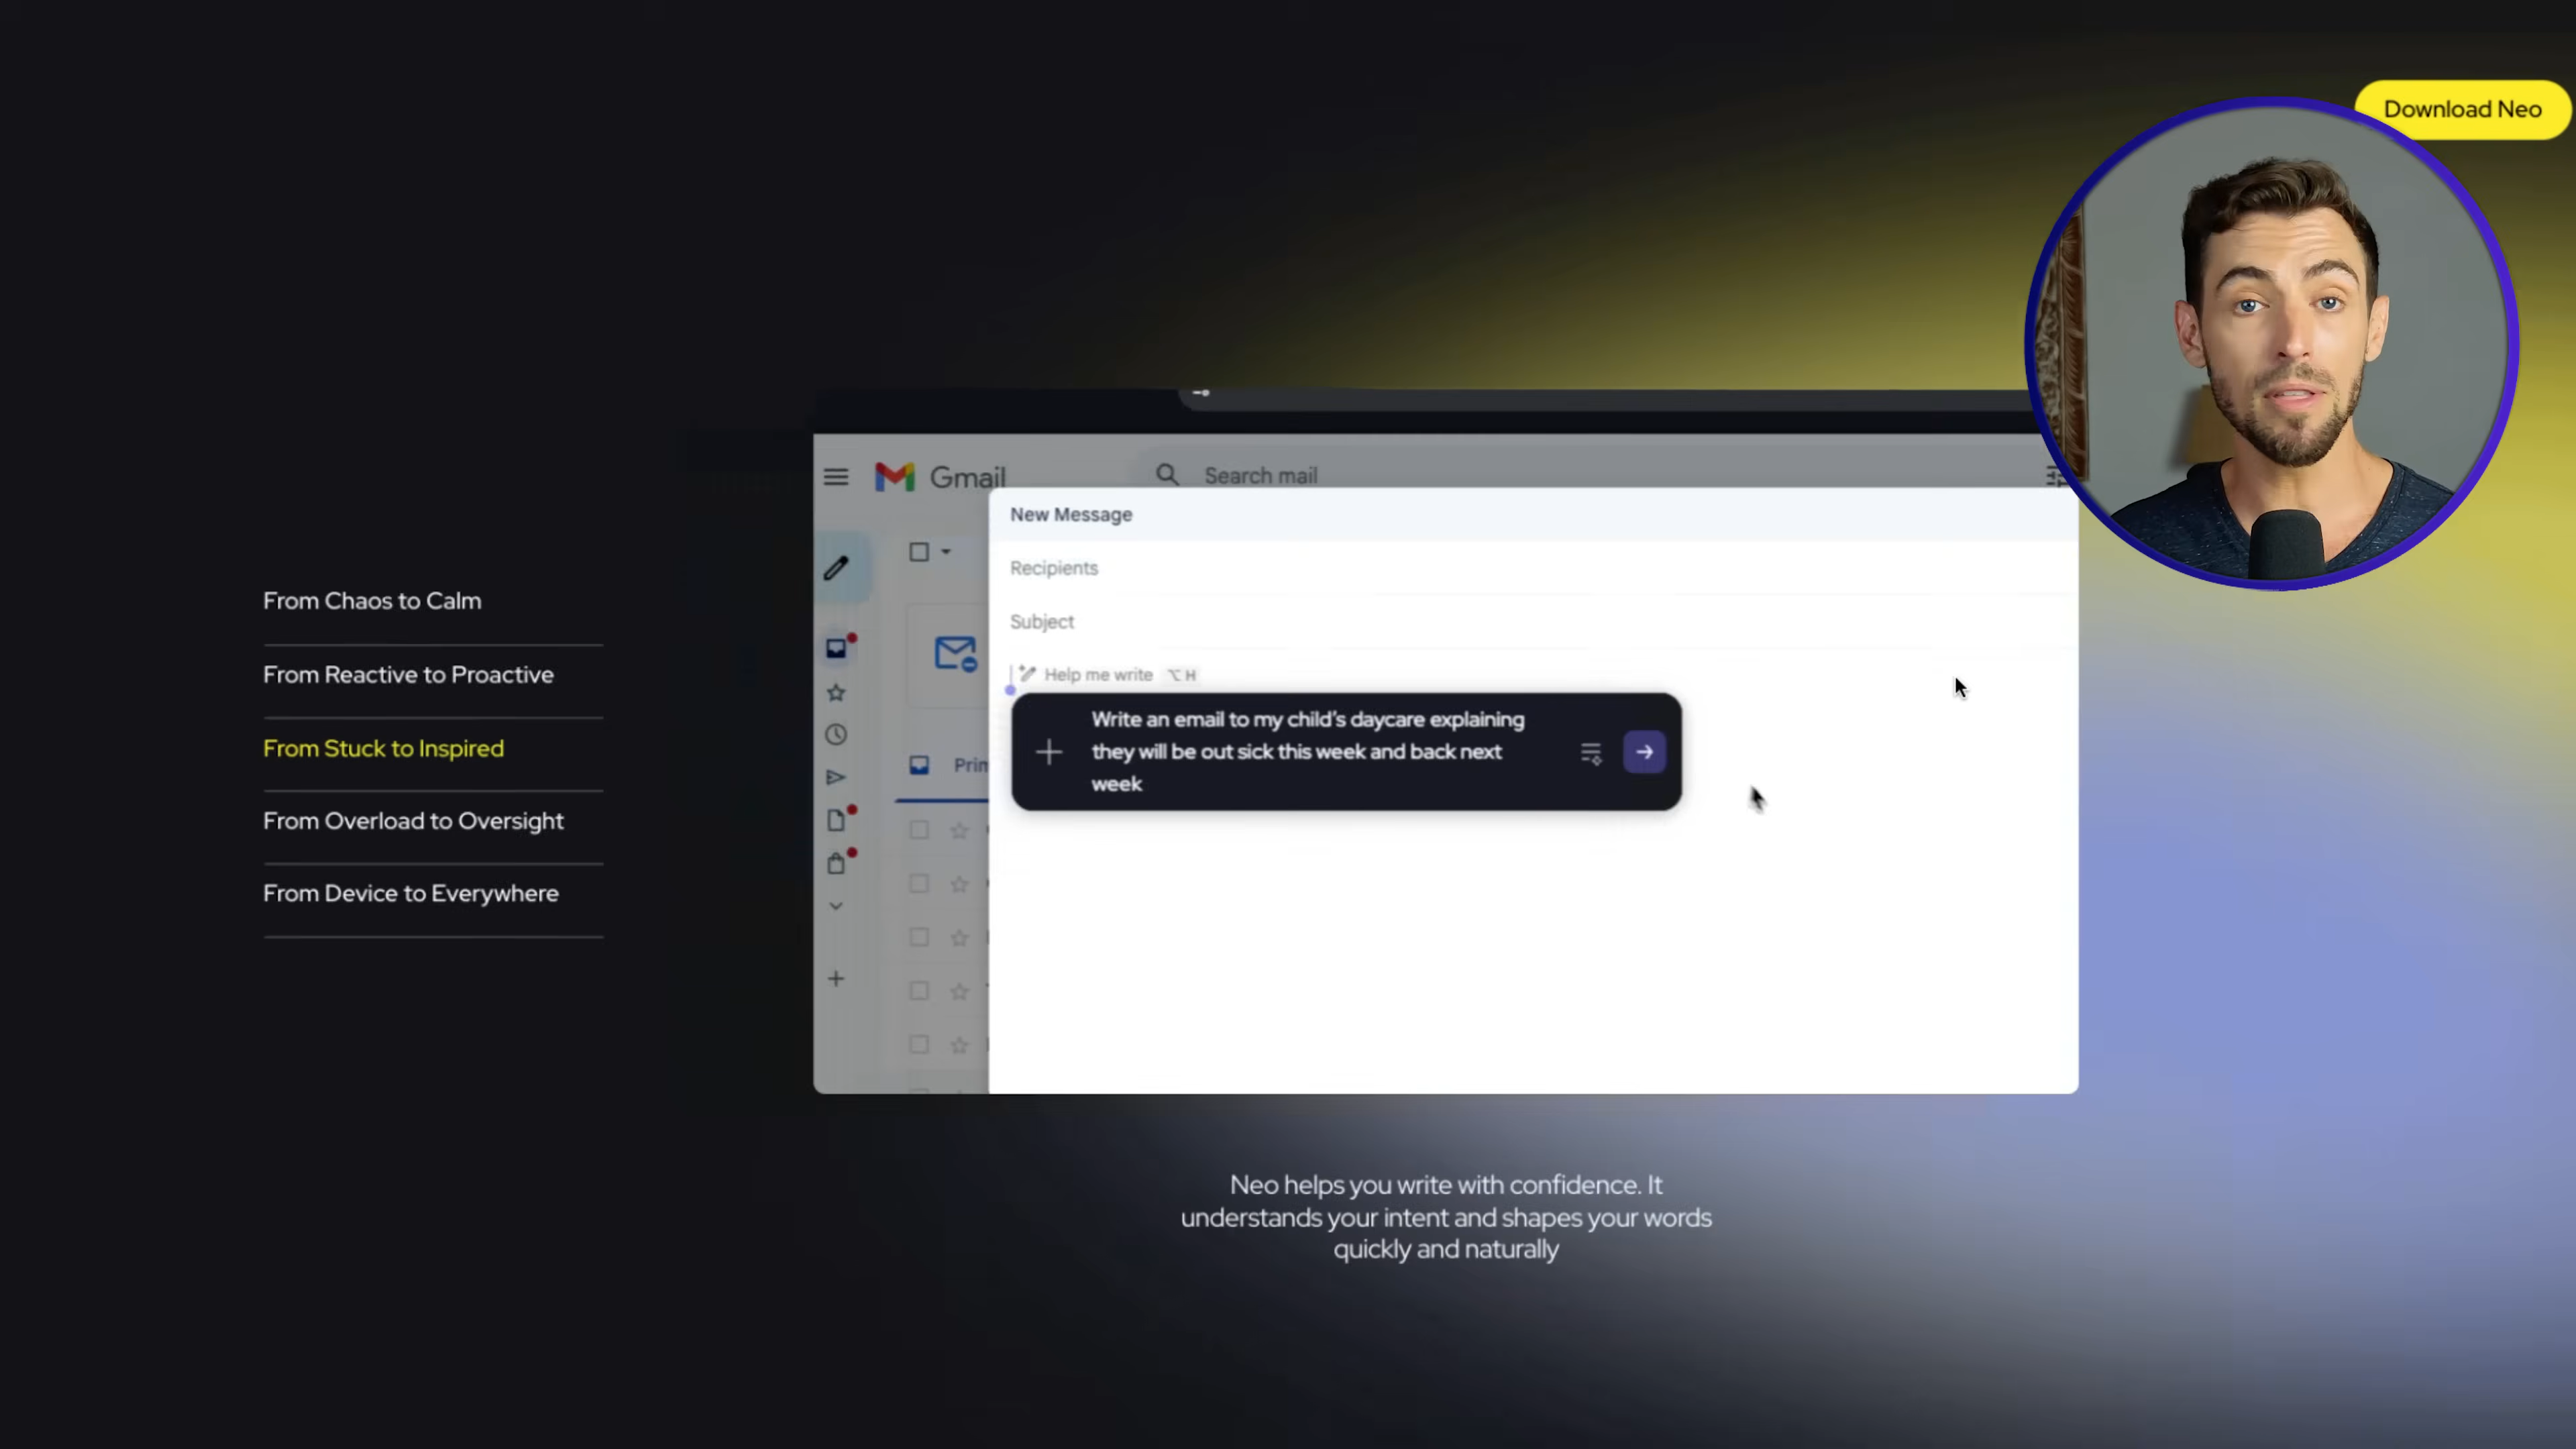 Download Neo
From Chaos to Calm
From Reactive to Proactive
From Stuck to Inspired
From Overload to Oversight
From Device to Everywhere
Gmail
Search mail
New Message
Recipients
Subject
Help me write ⌥ H
Write an email to my child's daycare explaining
they will be out sick this week and back next
week
Neo helps you write with confidence. It
understands your intent and shapes your words
quickly and naturally